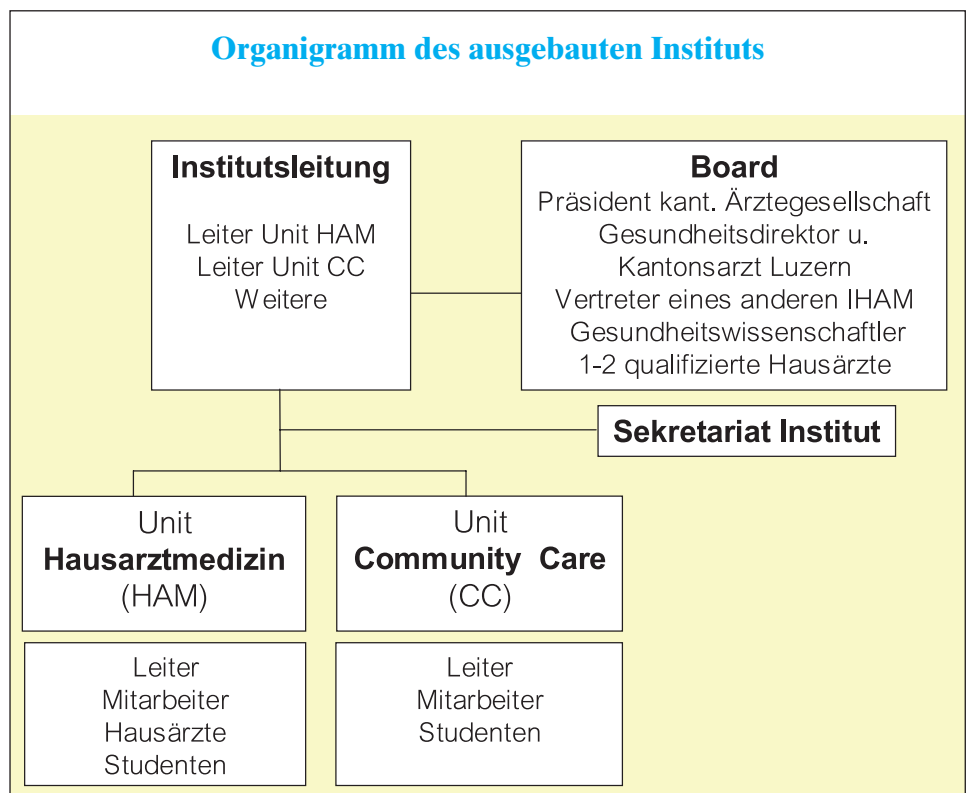 Organigramm des ausgebauten Instituts
Institutsleitung
Leiter Unit HAM
Leiter Unit CC
Weitere
Board
Präsident kant. Ärztegesellschaft
Gesundheitsdirektor u.
Kantonsarzt Luzern
Vertreter eines anderen IHAM
Gesundheitswissenschaftler
1-2 qualifizierte Hausärzte
Sekretariat Institut
Unit
Hausarztmedizin
(HAM)
Unit
Community Care
(CC)
Leiter
Mitarbeiter
Hausärzte
Studenten
Leiter
Mitarbeiter
Studenten